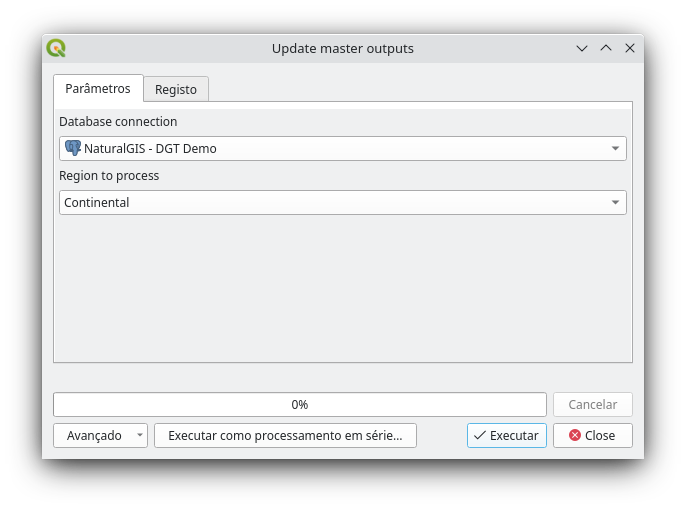 Update master outputs
Parâmetros
Registo
Database connection
NaturalGIS - DGT Demo
Region to process
Continental
0%
Cancelar
Avançado
Executar como processamento em série...
Executar
Close